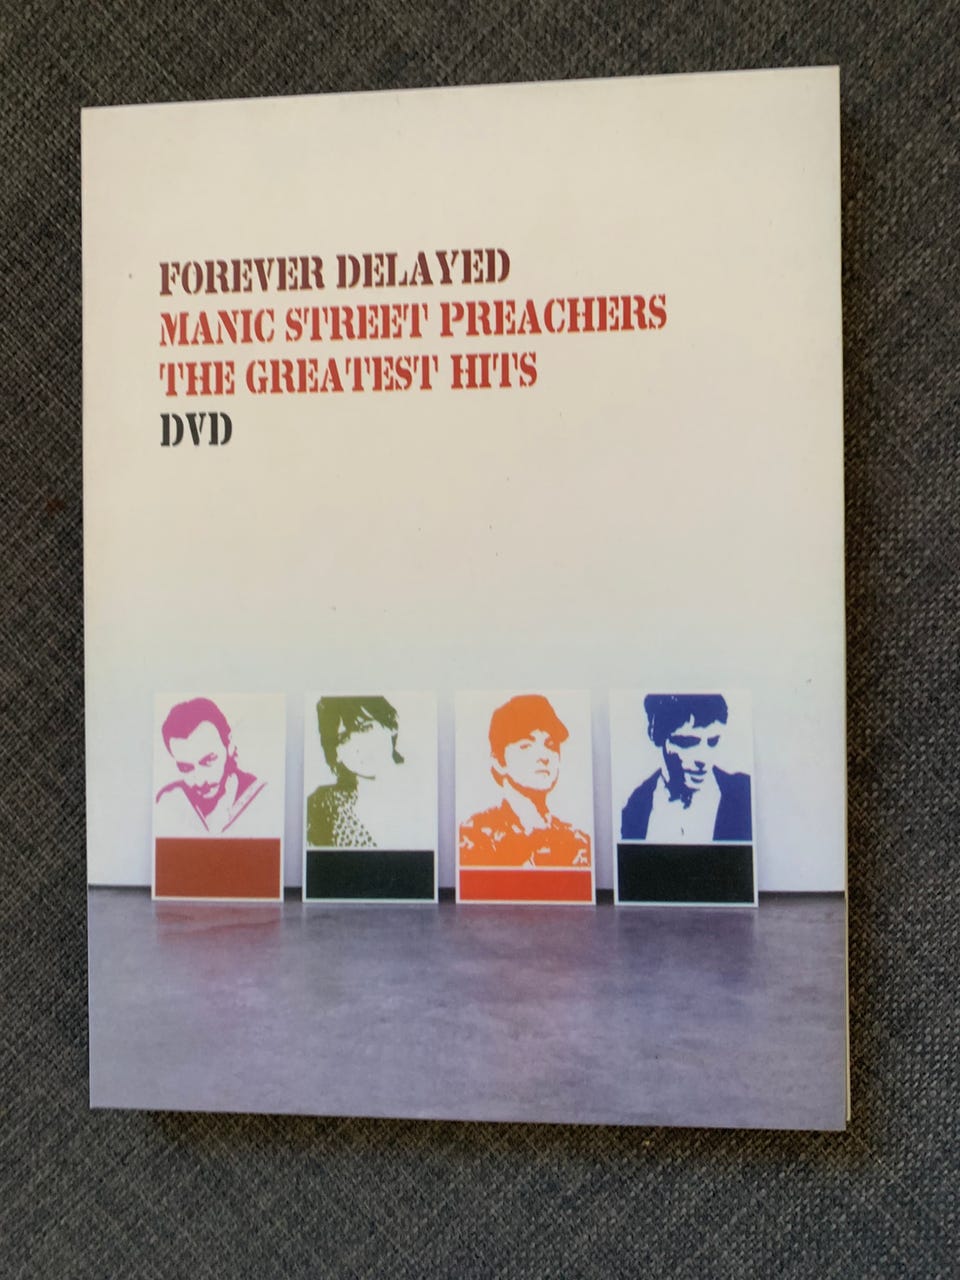 FOREVER DELAYED
MANIC STREET PREACHERS
THE GREATEST HITS
DVD